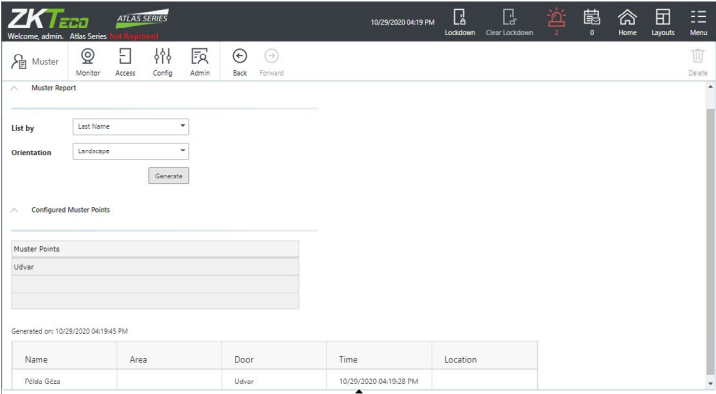 ZKTeco ATLAS SERIES
Welcome, admin. Atlas Series Not Registered
10/29/2020 04:19 PM
Lockdown Clear Lockdown 2 0 Home Layouts Menu
Muster Monitor Access Config Admin Back Forward Delete
Muster Report
List by Last Name
Orientation Landscape
Generate
Configured Muster Points
Muster Points
Udvar
Generated on: 10/29/2020 04:19:45 PM
Name Area Door Time Location
Példa Géza Udvar 10/29/2020 04:19:28 PM